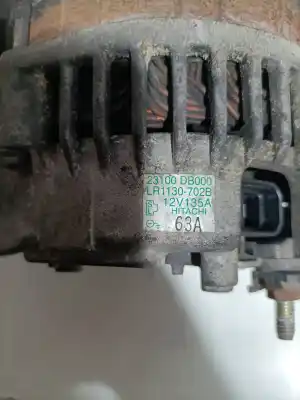 23100 DB000
LR1130-702B
12V135A
HITACHI
63A